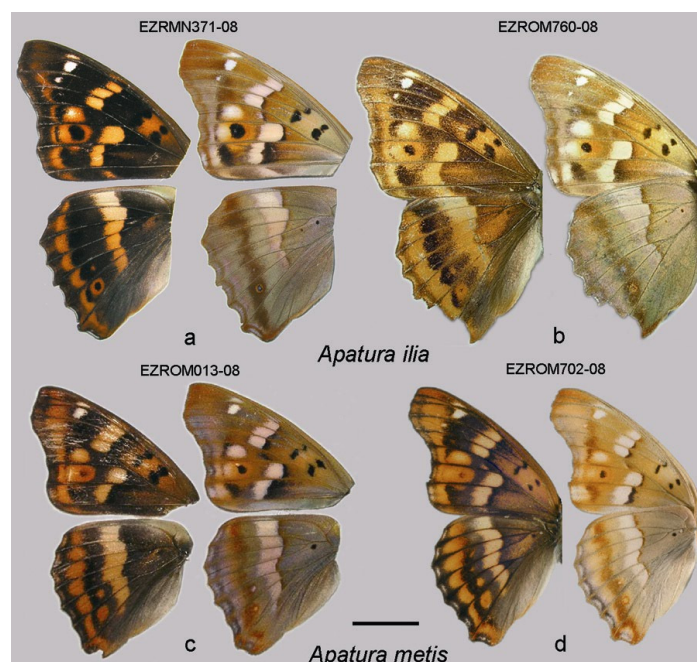 EZRMN371-08
EZROM760-08
a
b
Apatura ilia
EZROM013-08
EZROM702-08
c
d
Apatura metis